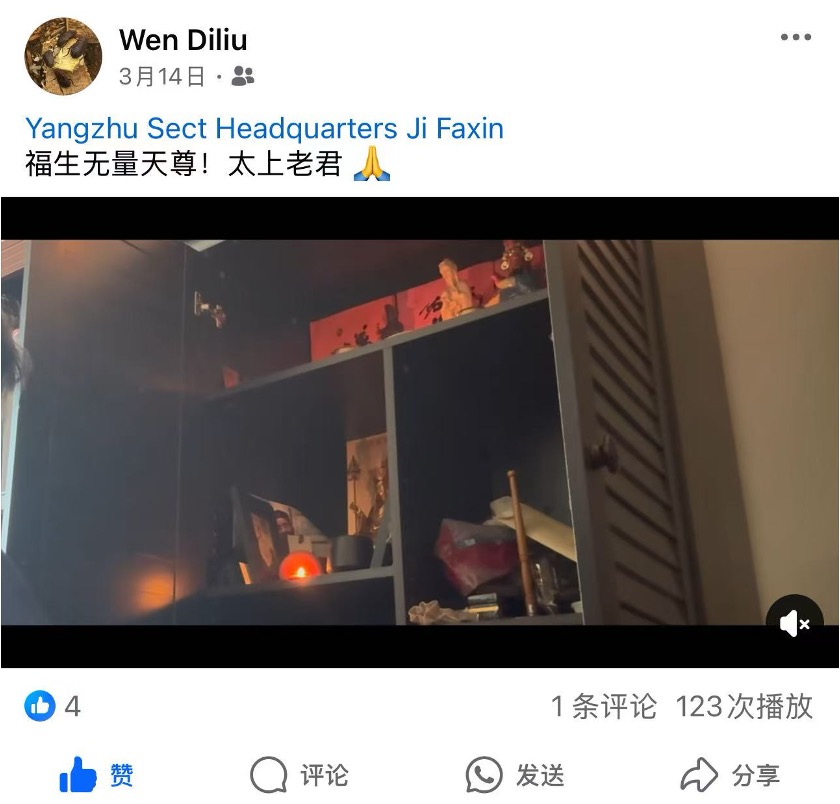 Wen Diliu
3月14日
Yangzhu Sect Headquarters Ji Faxin
福生无量天尊！太上老君 🙏
4
1 条评论 123次播放
赞 评论 发送 分享